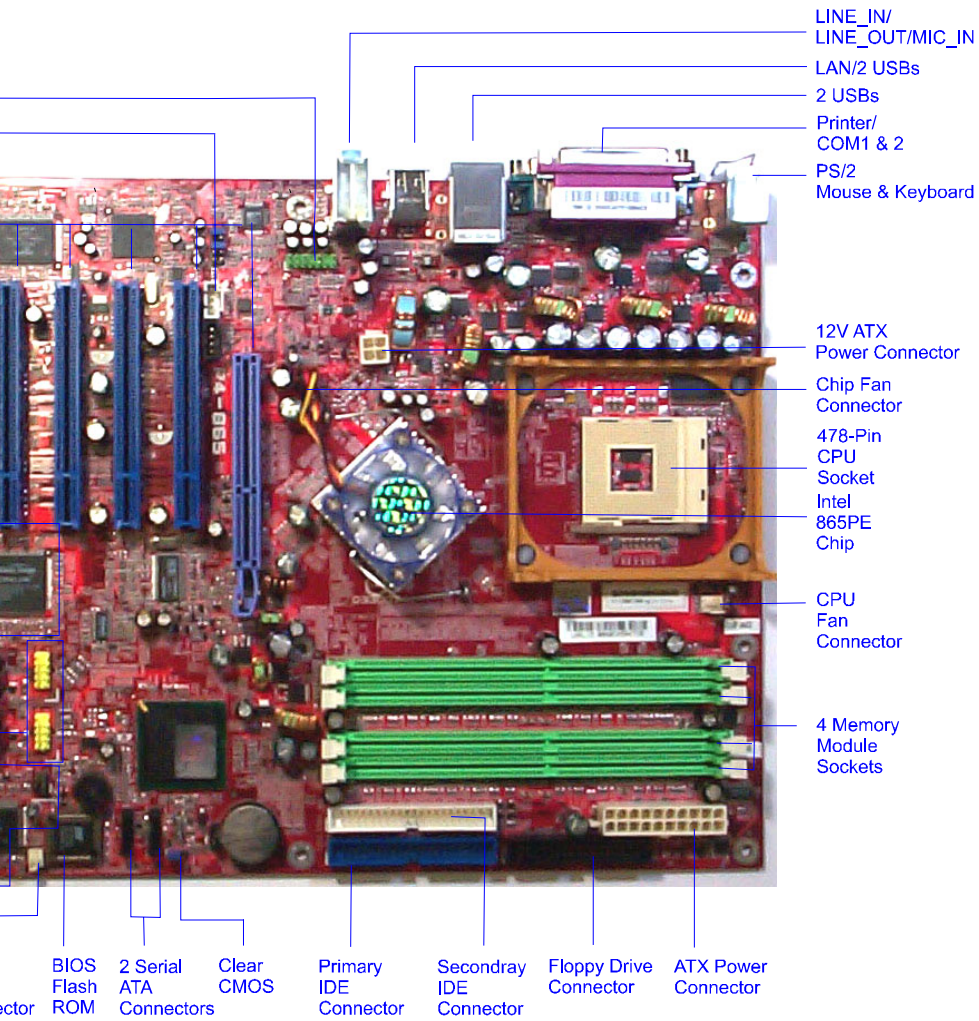 LINE_IN/
LINE_OUT/MIC_IN
LAN/2 USBs
2 USBs
Printer/
COM1 & 2
PS/2
Mouse & Keyboard
12V ATX
Power Connector
Chip Fan
Connector
478-Pin
CPU
Socket
Intel
865PE
Chip
CPU
Fan
Connector
4 Memory
Module
Sockets
BIOS
Flash
ROM
2 Serial
ATA
Connectors
Clear
CMOS
Primary
IDE
Connector
Secondray
IDE
Connector
Floppy Drive
Connector
ATX Power
Connector
ector